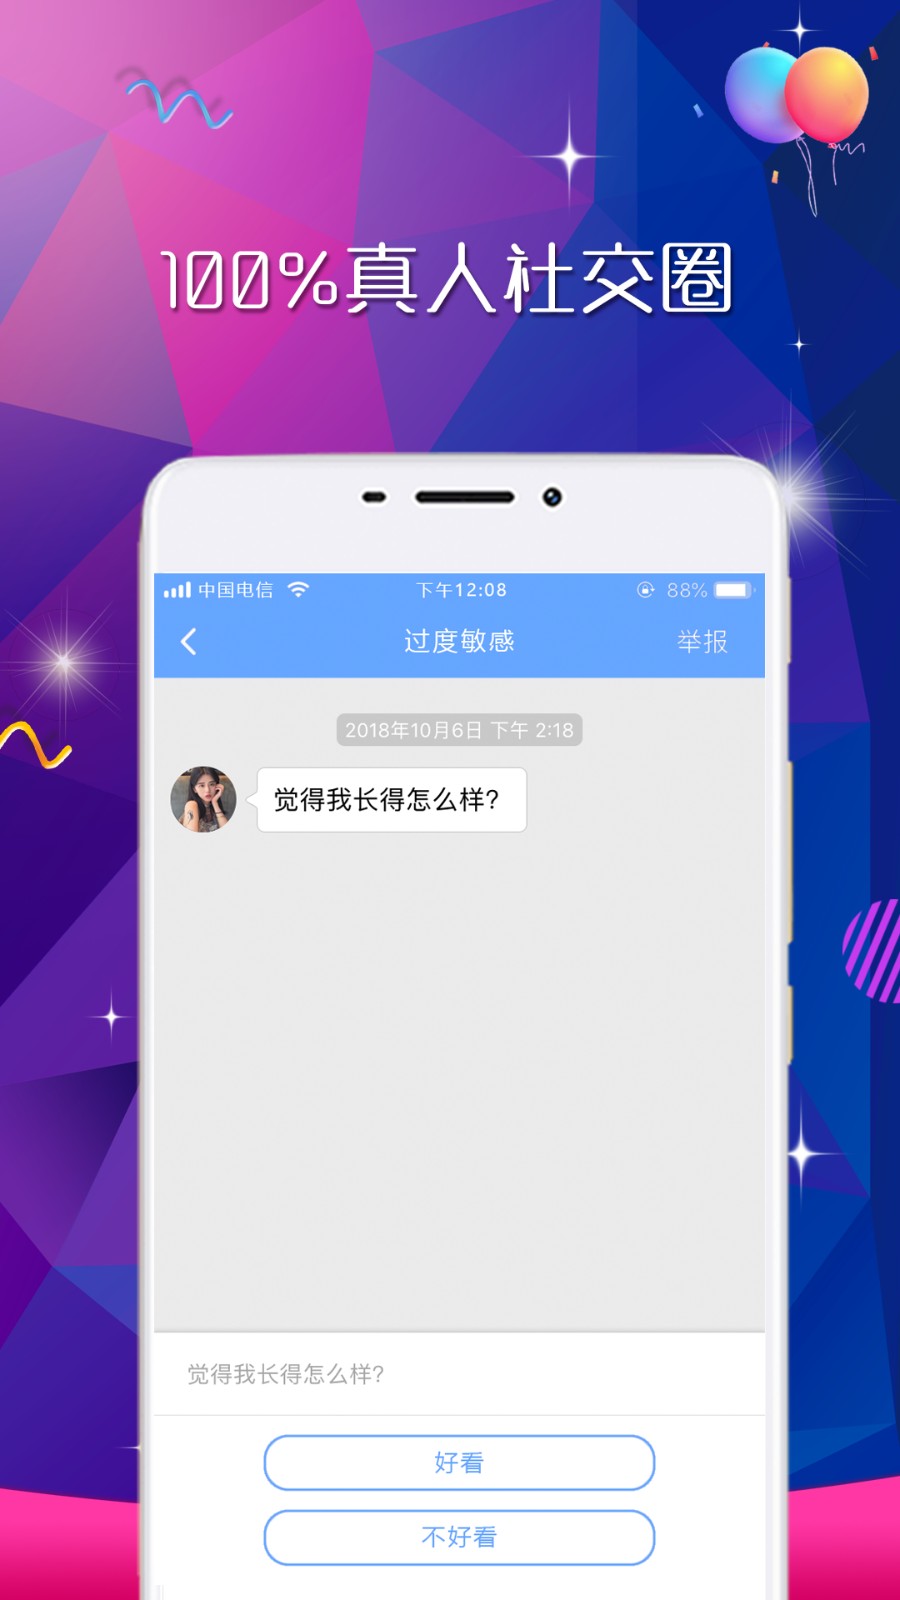 100%真人社交圈
中国电信 下午12:08 88%
过度敏感 举报
2018年10月6日 下午 2:18
觉得我长得怎么样?
觉得我长得怎么样?
好看
不好看